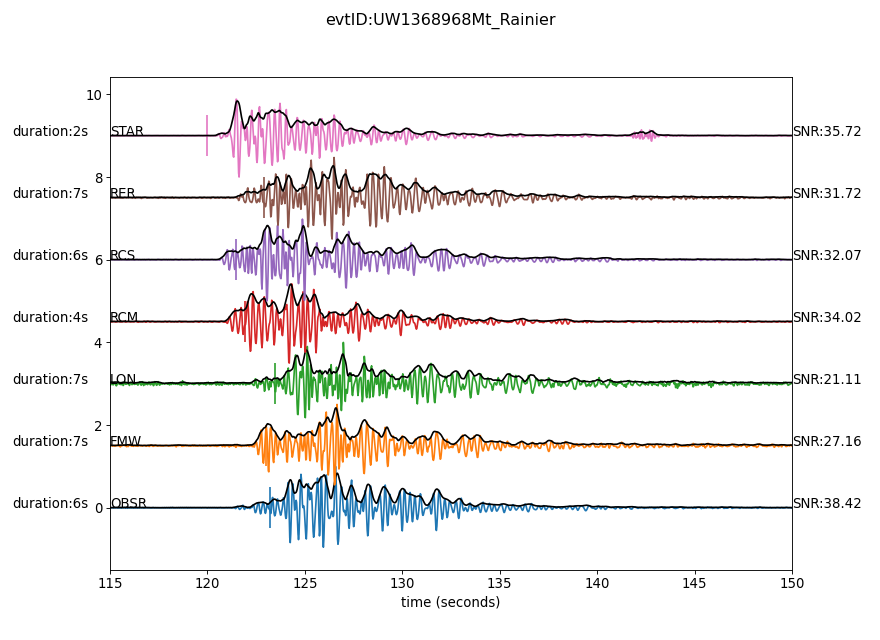 evtID:UW1368968Mt_Rainier
10
duration:2s STAR SNR:35.72
8
duration:7s RER SNR:31.72
duration:6s RCS SNR:32.07
6
duration:4s RCM SNR:34.02
4
duration:7s LON SNR:21.11
2
duration:7s FMW SNR:27.16
duration:6s OBSR SNR:38.42
0
115 120 125 130 135 140 145 150
time (seconds)